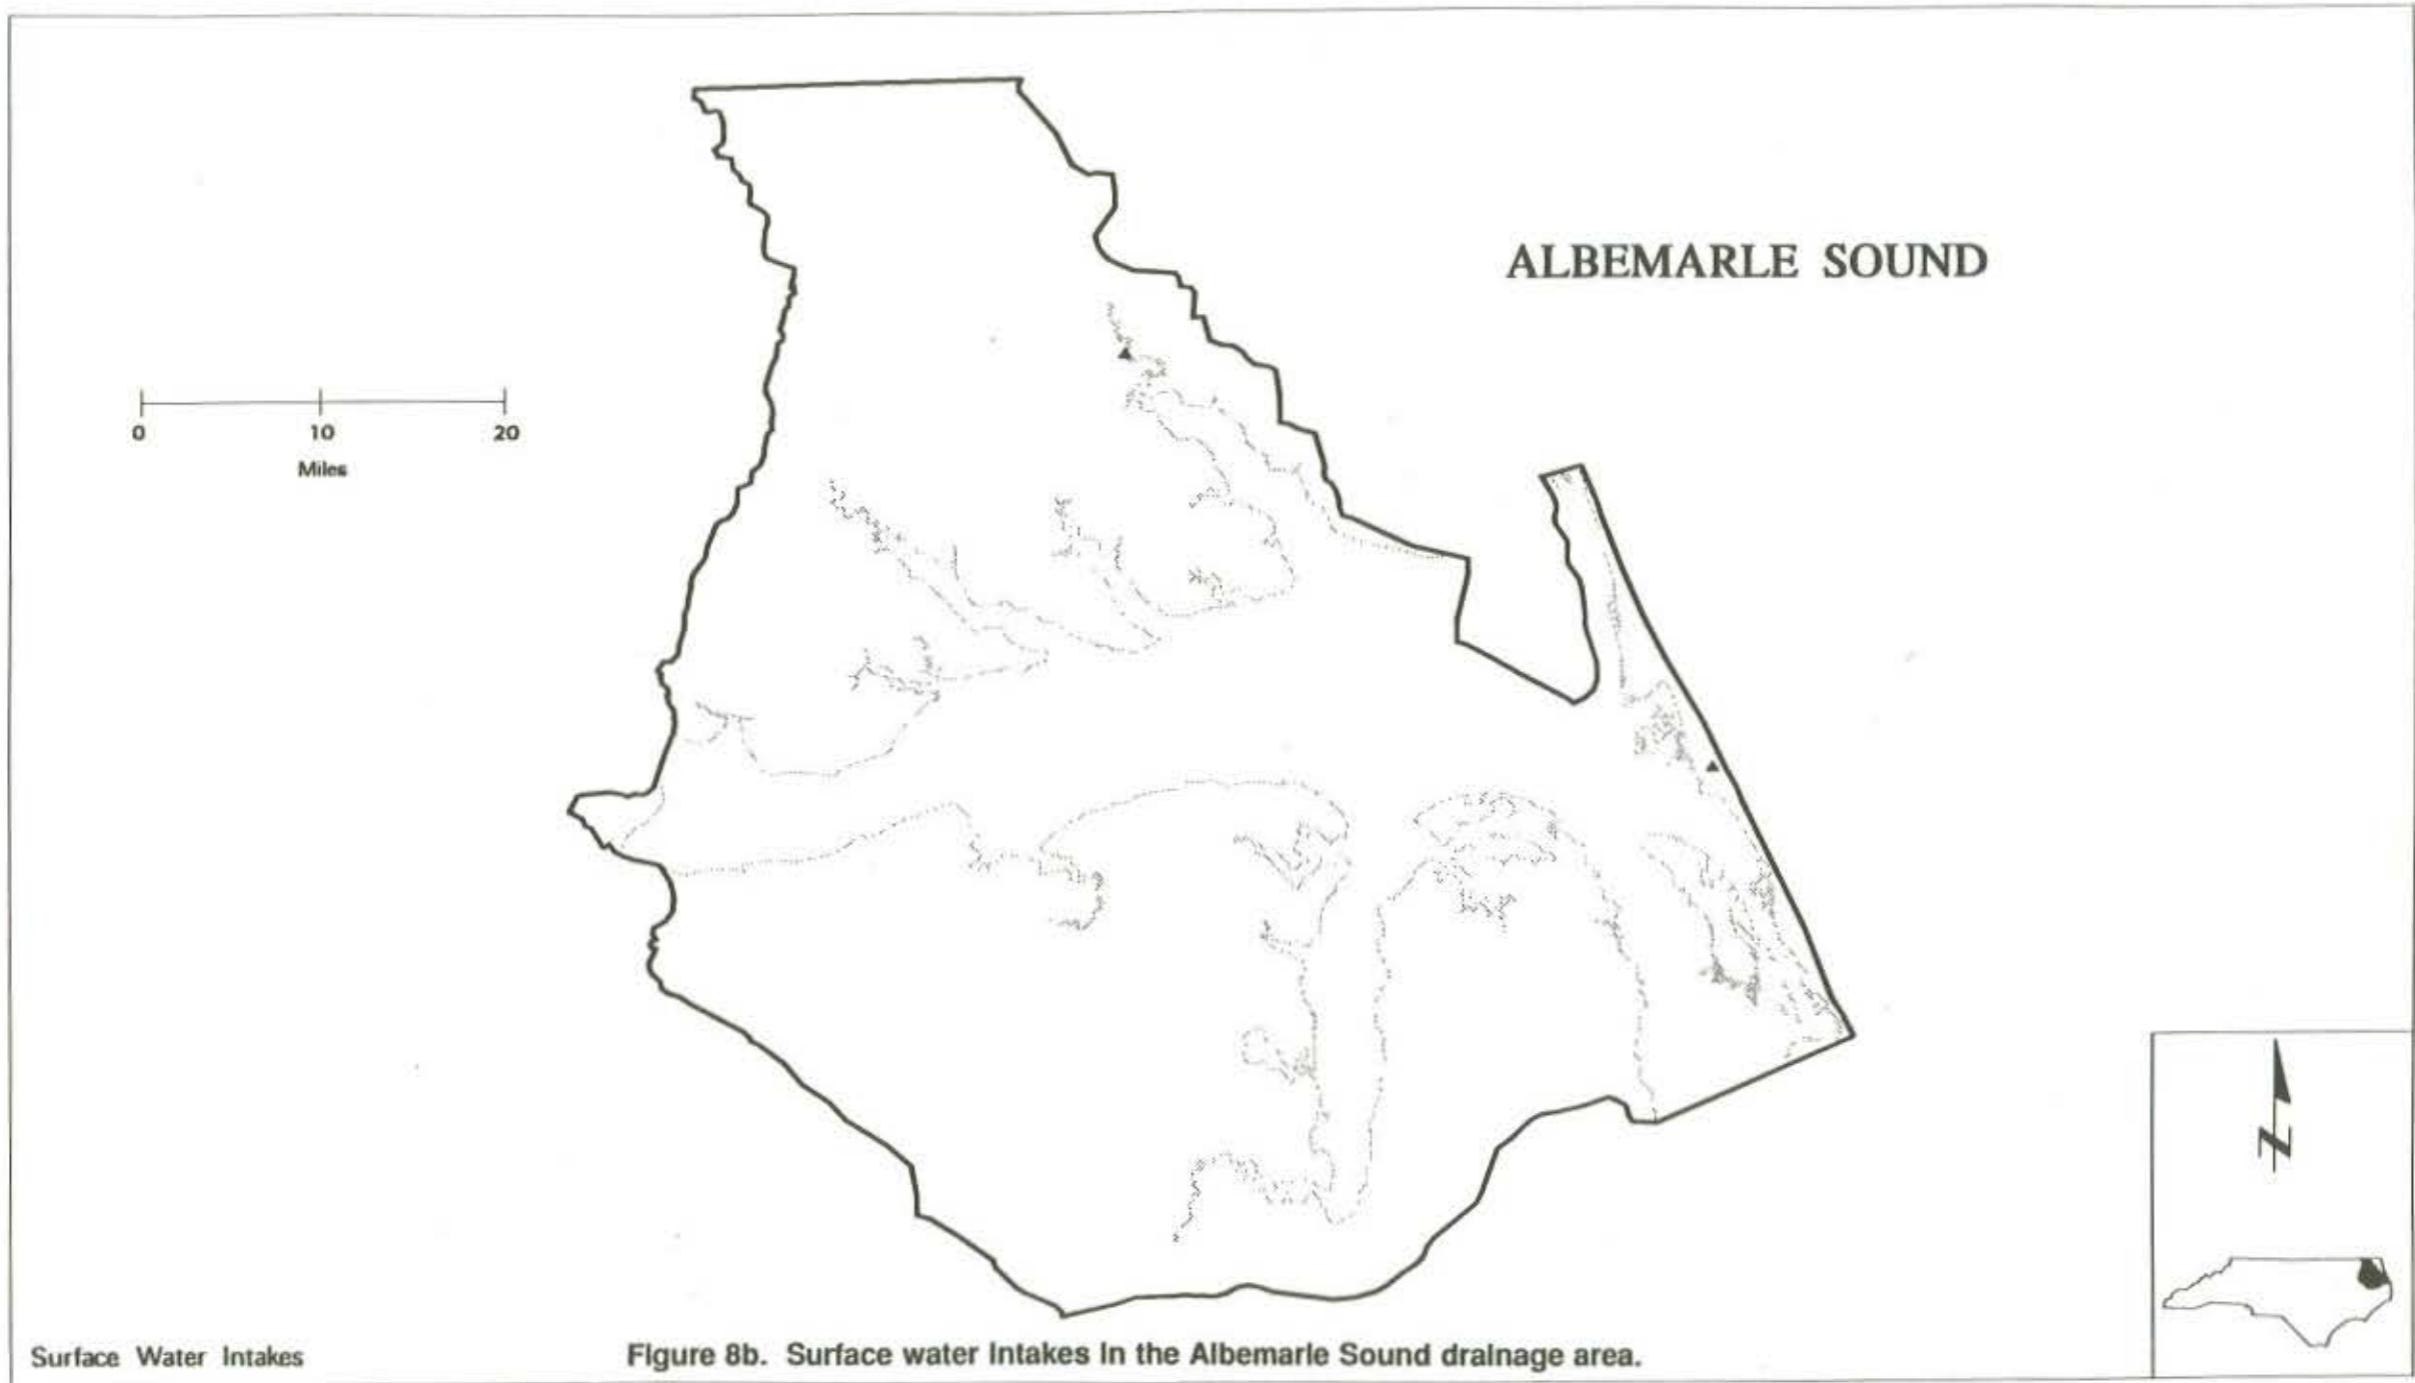 ALBEMARLE SOUND
0 10 20
Miles
N
Surface Water Intakes
Figure 8b. Surface water Intakes In the Albemarle Sound drainage area.